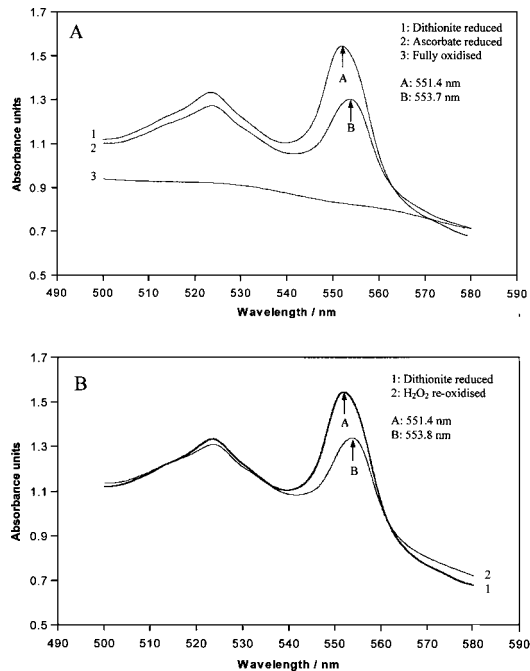 A
1: Dithionite reduced
2: Ascorbate reduced
3: Fully oxidised
A: 551.4 nm
B: 553.7 nm
1.7
1.5
1.3
1.1
0.9
0.7
0.5
Absorbance units
A
B
1
2
3
490 500 510 520 530 540 550 560 570 580 590
Wavelength / nm
B
1: Dithionite reduced
2: H₂O₂ re-oxidised
A: 551.4 nm
B: 553.8 nm
1.7
1.5
1.3
1.1
0.9
0.7
0.5
Absorbance units
A
B
2
1
490 500 510 520 530 540 550 560 570 580 590
Wavelength / nm